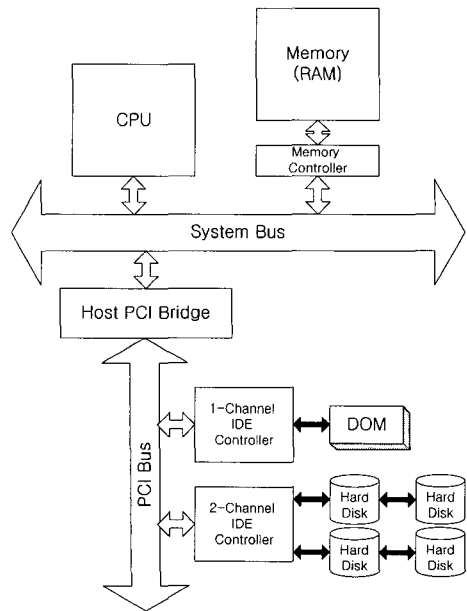 Memory
(RAM)
CPU
Memory
Controller
System Bus
Host PCI Bridge
PCI Bus
1-Channel
IDE
Controller
DOM
2-Channel
IDE
Controller
Hard
Disk
Hard
Disk
Hard
Disk
Hard
Disk